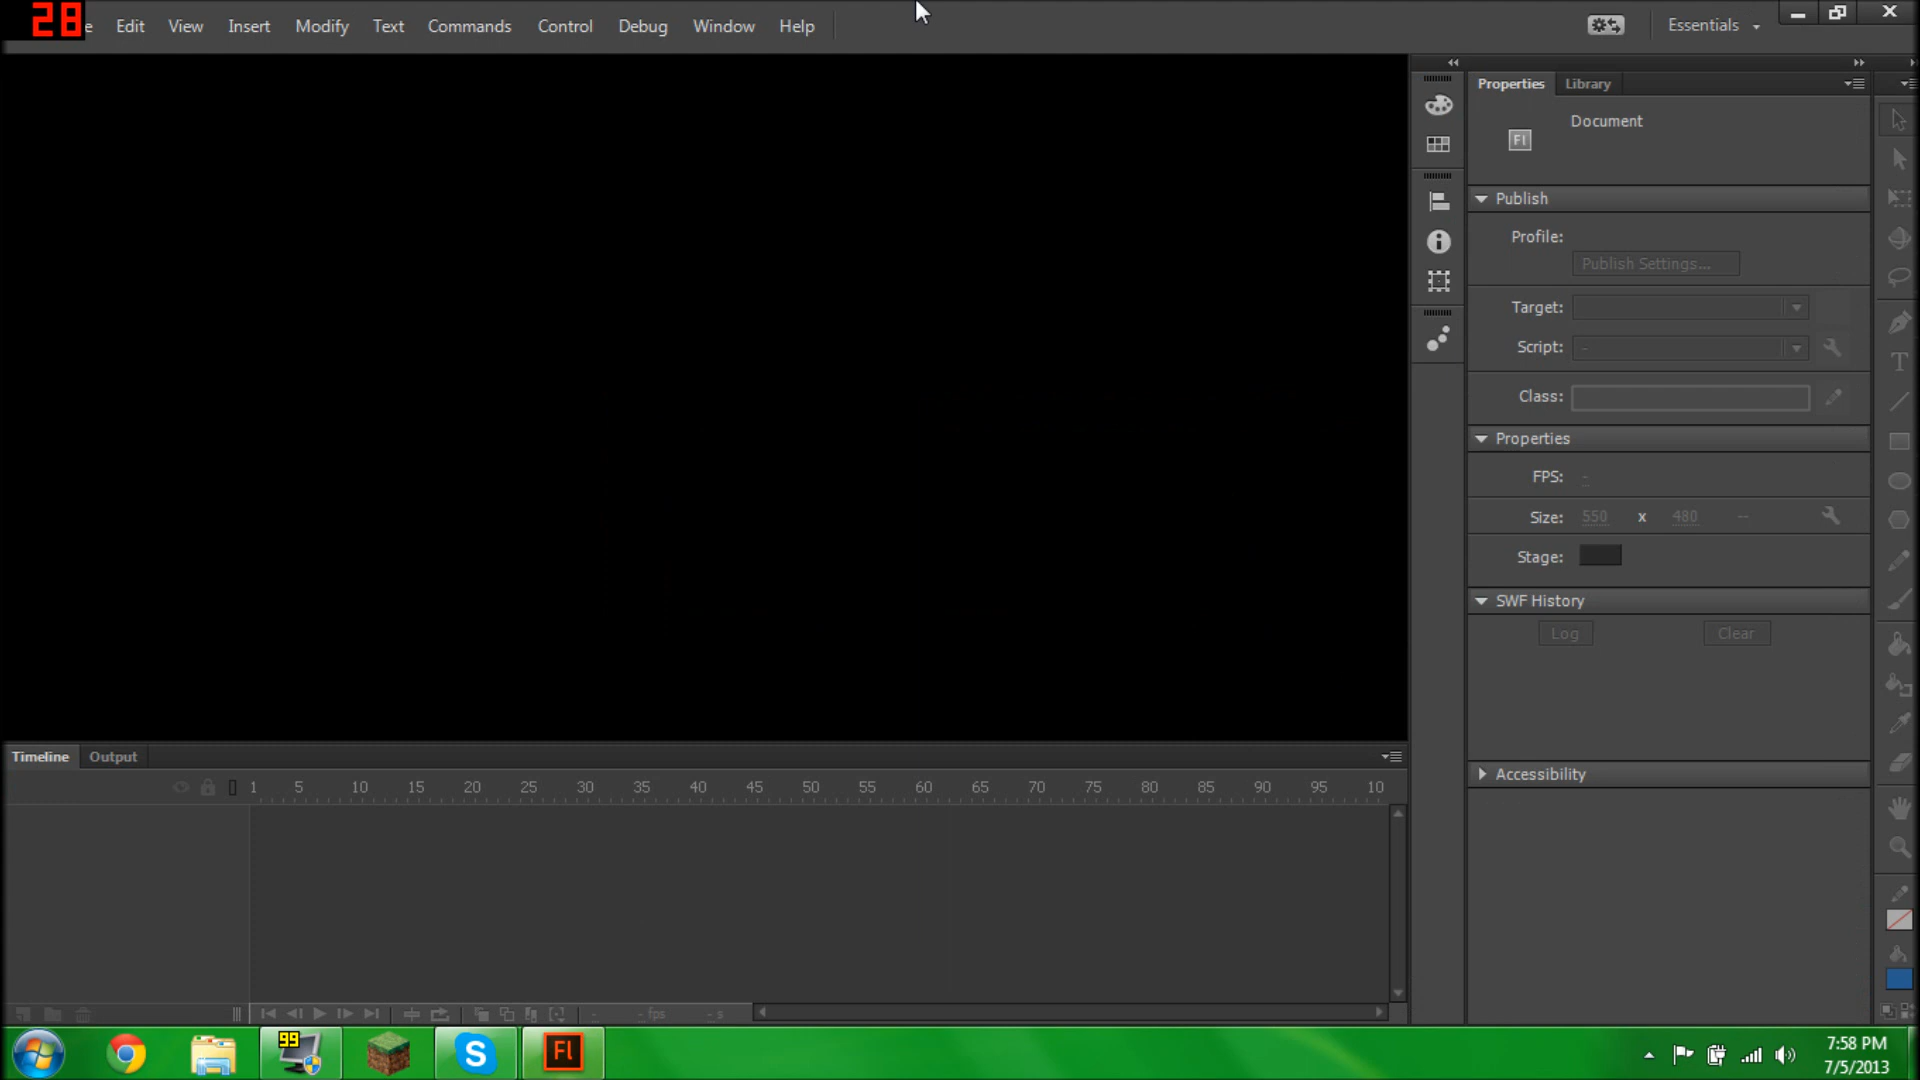 28 e Edit View Insert Modify Text Commands Control Debug Window Help Essentials
Properties Library
Document
Fl
Publish
Profile:
Publish Settings...
Target:
Script: -
Class:
Properties
FPS: -
Size: 550 x 480 --
Stage:
SWF History
Log Clear
Accessibility
Timeline Output
1 5 10 15 20 25 30 35 40 45 50 55 60 65 70 75 80 85 90 95 10
- - fps - s
99
S
Fl
7:58 PM
7/5/2013